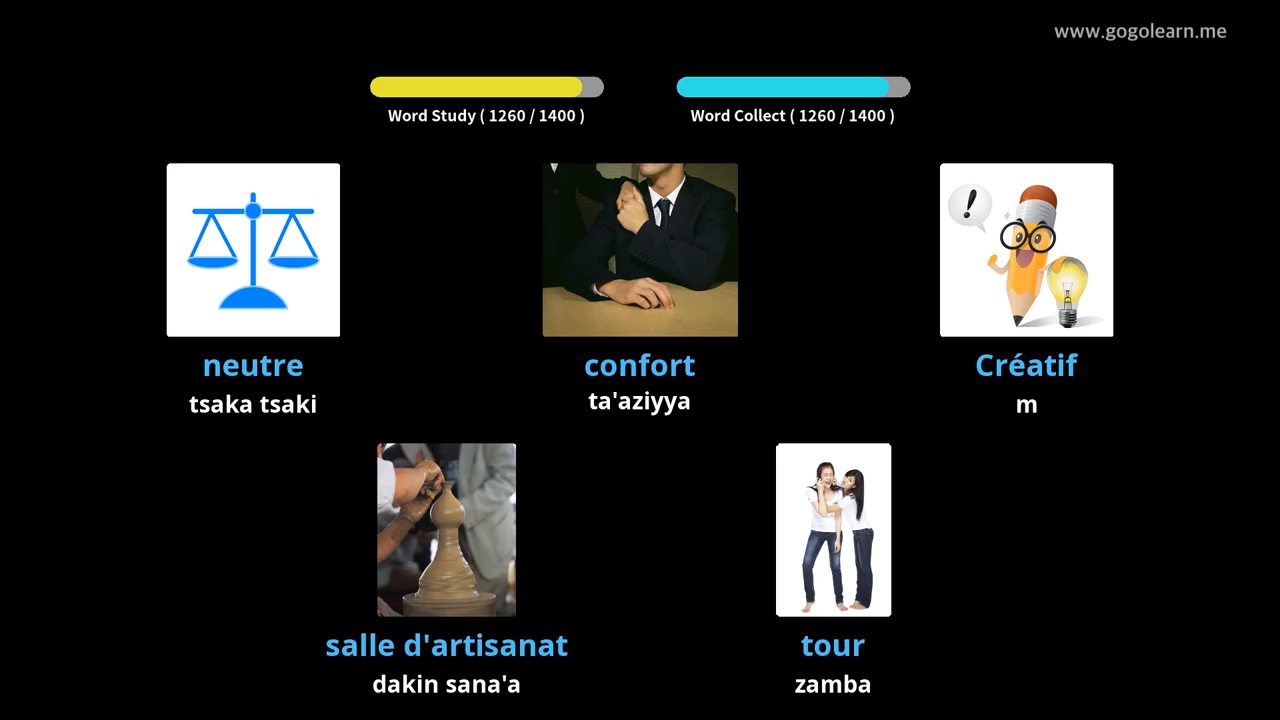 www.gogolearn.me
Word Study ( 1260 / 1400 )
Word Collect ( 1260 / 1400 )
neutre
tsaka tsaki
confort
ta'aziyya
Créatif
m
salle d'artisanat
dakin sana'a
tour
zamba